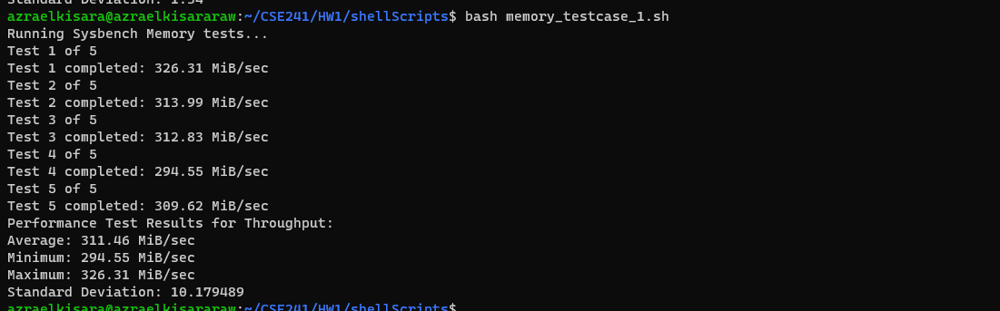 Standard Deviation: 1.54
azraelkisara@azraelkisararaw:~/CSE241/HW1/shellScripts$ bash memory_testcase_1.sh
Running Sysbench Memory tests...
Test 1 of 5
Test 1 completed: 326.31 MiB/sec
Test 2 of 5
Test 2 completed: 313.99 MiB/sec
Test 3 of 5
Test 3 completed: 312.83 MiB/sec
Test 4 of 5
Test 4 completed: 294.55 MiB/sec
Test 5 of 5
Test 5 completed: 309.62 MiB/sec
Performance Test Results for Throughput:
Average: 311.46 MiB/sec
Minimum: 294.55 MiB/sec
Maximum: 326.31 MiB/sec
Standard Deviation: 10.179489
azraelkisara@azraelkisararaw:~/CSE241/HW1/shellScripts$